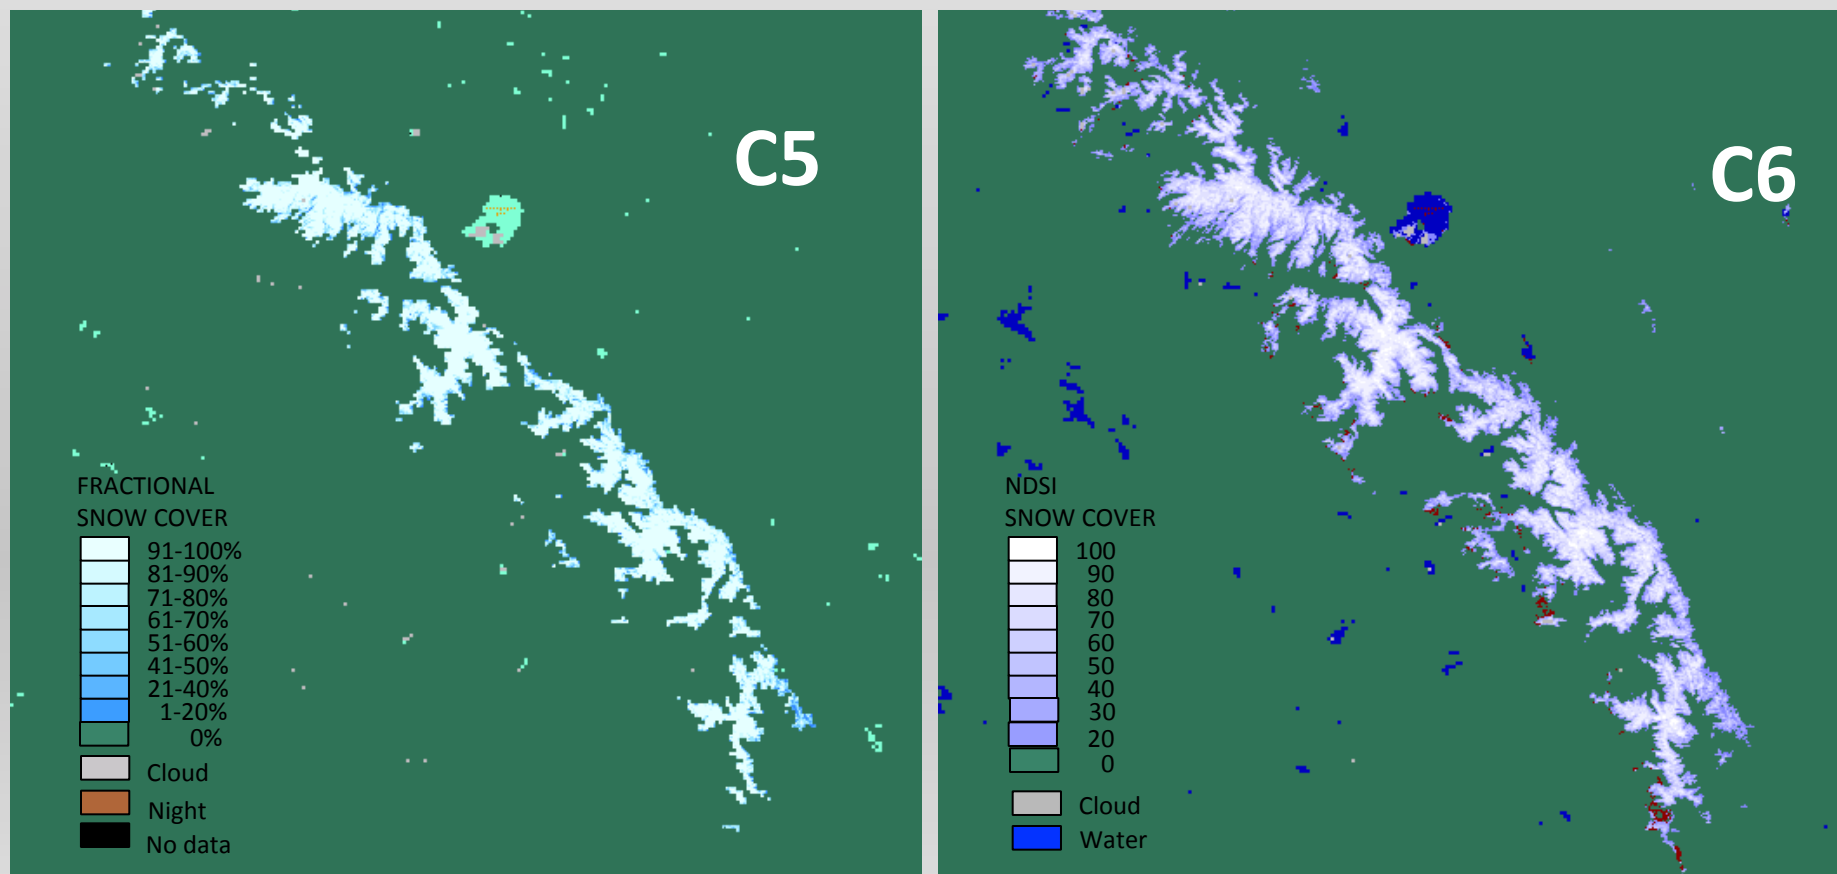 C5
FRACTIONAL
SNOW COVER
91-100%
81-90%
71-80%
61-70%
51-60%
41-50%
21-40%
1-20%
0%
Cloud
Night
No data
C6
NDSI
SNOW COVER
100
90
80
70
60
50
40
30
20
0
Cloud
Water